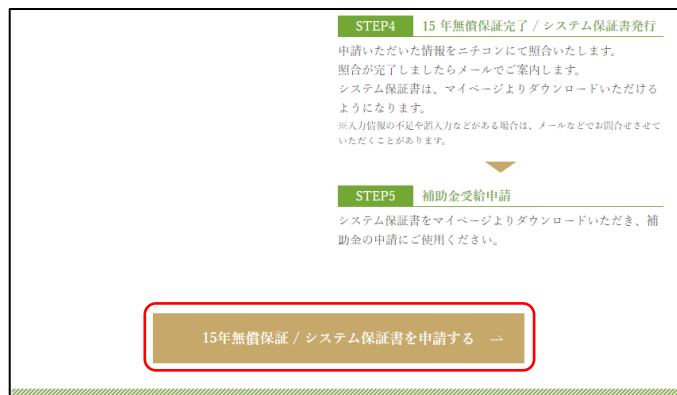 STEP4 15 年無償保証完了 / システム保証書発行
申請いただいた情報をニチコンにて照合いたします。
照合が完了しましたらメールでご案内します。
システム保証書は、マイページよりダウンロードいただける
ようになります。
※入力情報の不足や誤入力などがある場合は、メールなどでお問合せさせて
いただくことがあります。
STEP5 補助金受給申請
システム保証書をマイページよりダウンロードいただき、補
助金の申請にご使用ください。
15年無償保証 / システム保証書を申請する →